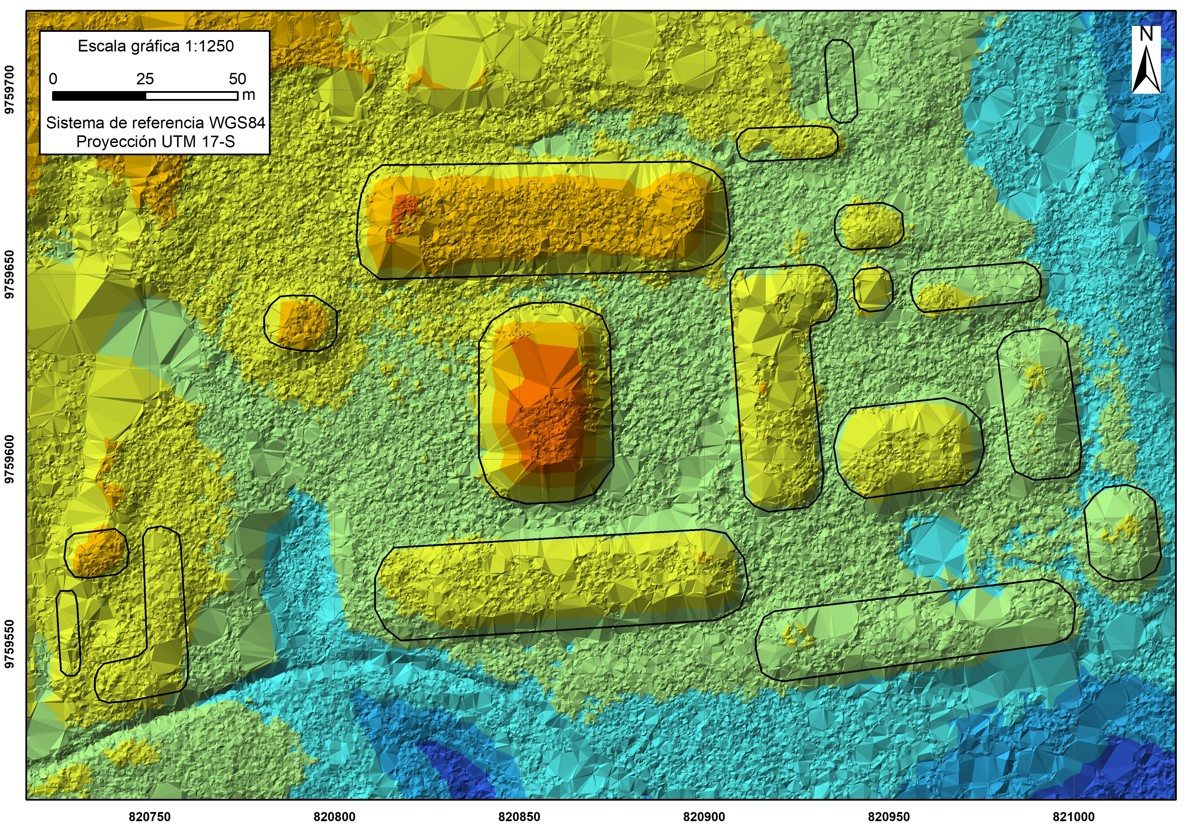 Escala gráfica 1:1250
0 25 50
m
Sistema de referencia WGS84
Proyección UTM 17-S
N
9759700
9759650
9759600
9759550
820750 820800 820850 820900 820950 821000